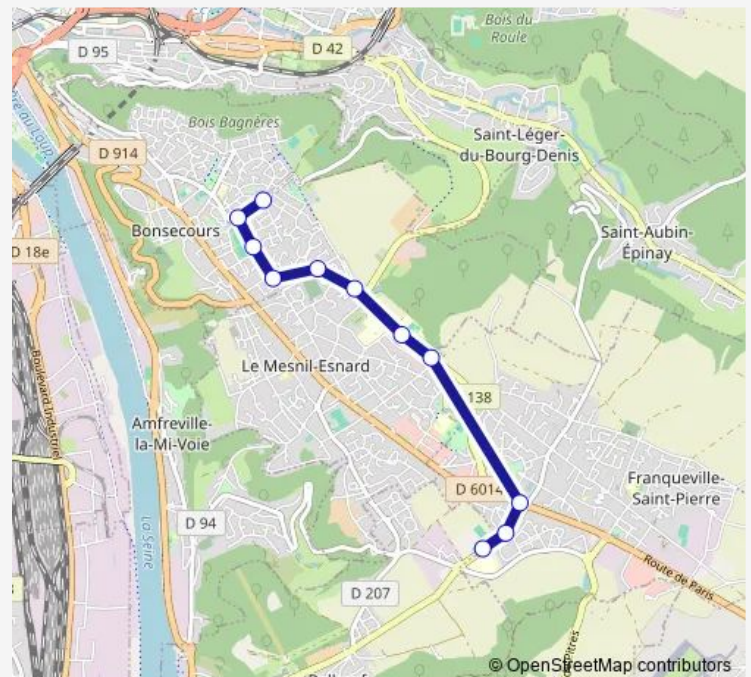 D 95
D 42
Bois du
Roule
Bois Bagnères
Saint-Léger-
du-Bourg-Denis
D 914
Bonsecours
Saint-Aubin-
Épinay
D 18e
Le Mesnil-Esnard
Boulevard Industriel
138
Amfreville-
la-Mi-Voie
D 6014
Franqueville-
Saint-Pierre
La Seine
D 94
Route de Paris
D 207
© OpenStreetMap contributors